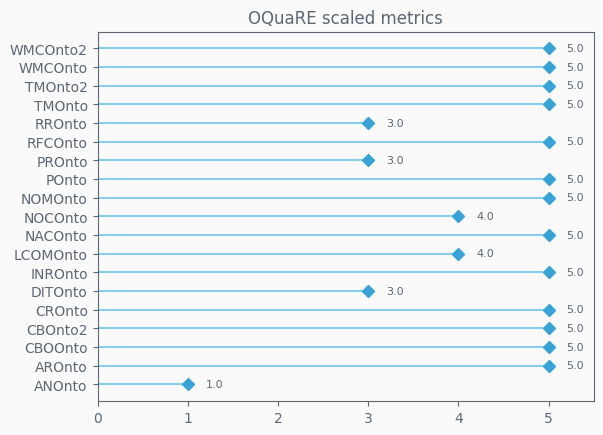 OQuaRE scaled metrics
WMCOnto2 5.0
WMCOnto 5.0
TMOnto2 5.0
TMOnto 5.0
RROnto 3.0
RFCOnto 5.0
PROnto 3.0
POnto 5.0
NOMOnto 5.0
NOCOnto 4.0
NACOnto 5.0
LCOMOnto 4.0
INROnto 5.0
DITOnto 3.0
CROnto 5.0
CBOnto2 5.0
CBOOnto 5.0
AROnto 5.0
ANOnto 1.0
0 1 2 3 4 5